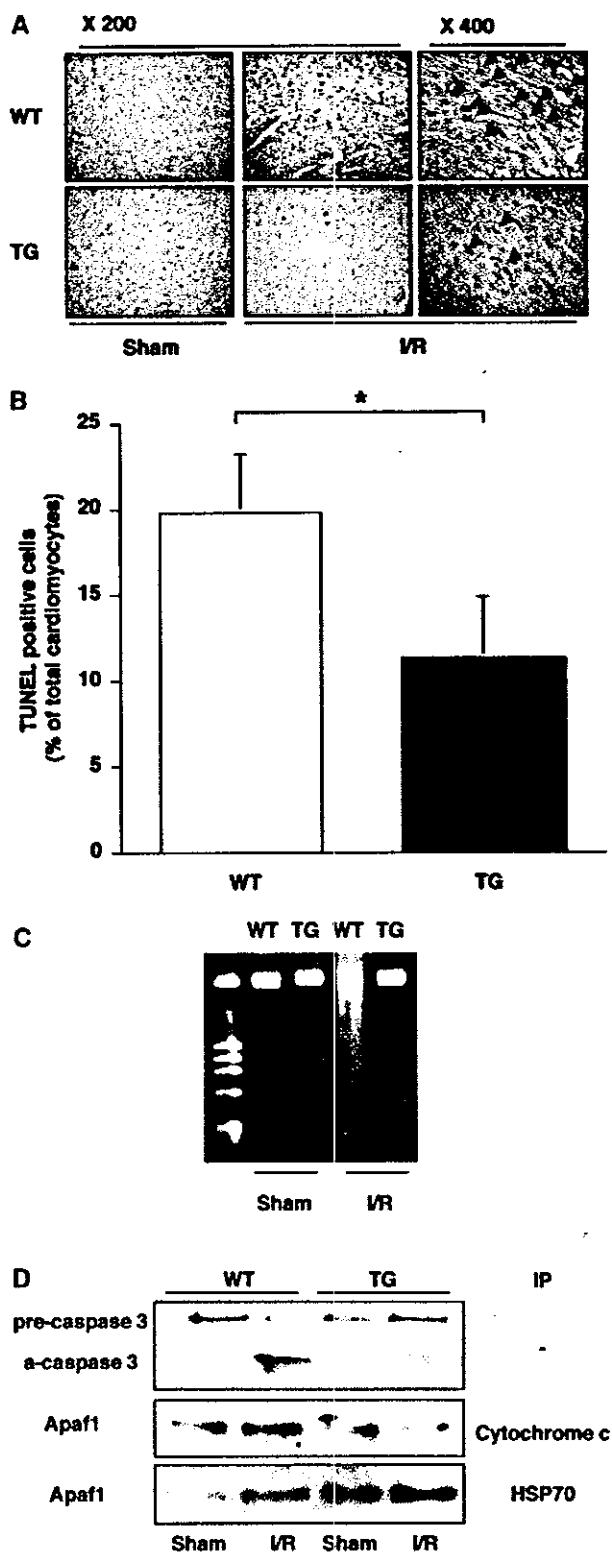 A
X 200
X 400
WT
TG
Sham
I/R
B
*
25
20
15
10
5
0
TUNEL positive cells
(% of total cardiomyocytes)
WT
TG
C
WT TG WT TG
Sham
I/R
D
WT
TG
IP
pre-caspase 3
a-caspase 3
Apaf1
Cytochrome c
Apaf1
HSP70
Sham I/R Sham I/R